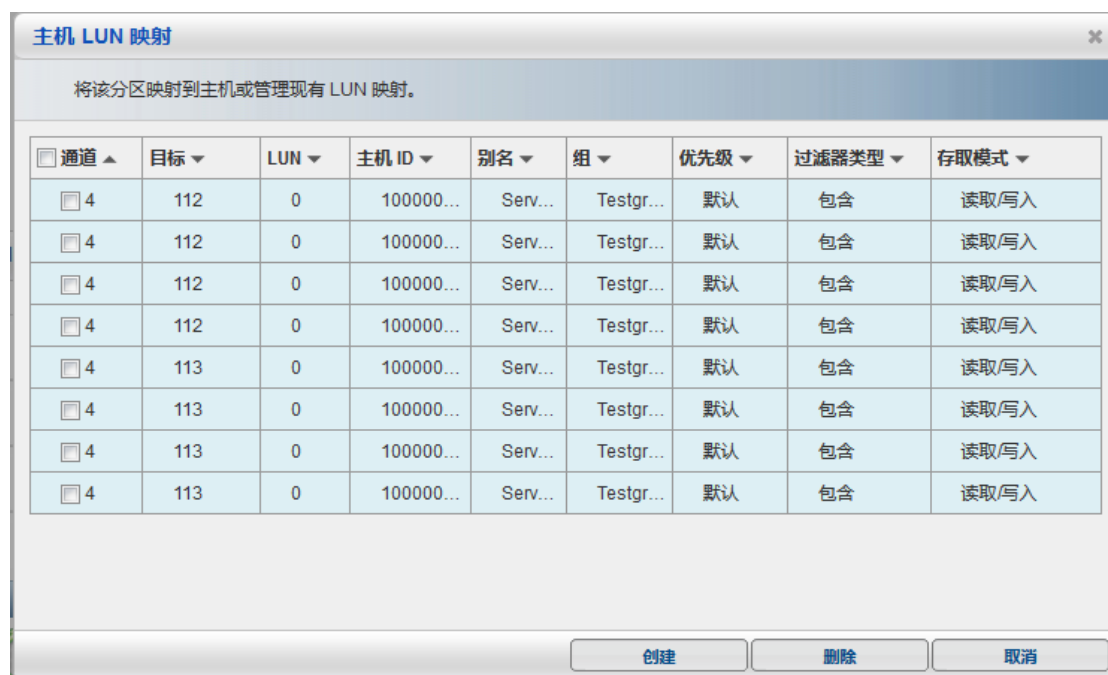 主机 LUN 映射
将该分区映射到主机或管理现有 LUN 映射。
通道 目标 LUN 主机 ID 别名 组 优先级 过滤器类型 存取模式
4 112 0 100000... Serv... Testgr... 默认 包含 读取/写入
4 112 0 100000... Serv... Testgr... 默认 包含 读取/写入
4 112 0 100000... Serv... Testgr... 默认 包含 读取/写入
4 112 0 100000... Serv... Testgr... 默认 包含 读取/写入
4 113 0 100000... Serv... Testgr... 默认 包含 读取/写入
4 113 0 100000... Serv... Testgr... 默认 包含 读取/写入
4 113 0 100000... Serv... Testgr... 默认 包含 读取/写入
4 113 0 100000... Serv... Testgr... 默认 包含 读取/写入
创建 删除 取消